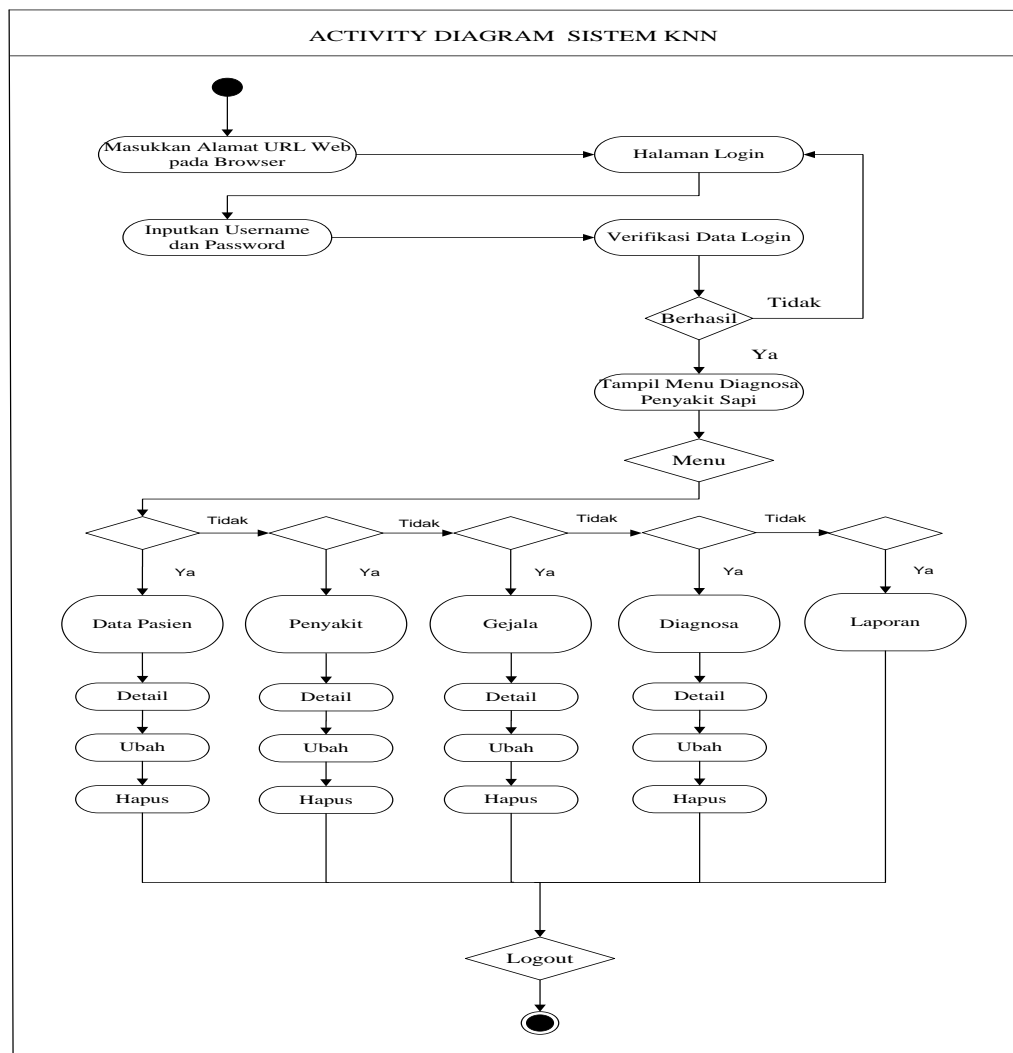 ACTIVITY DIAGRAM SISTEM KNN
Masukkan Alamat URL Web
pada Browser
Halaman Login
Inputkan Username
dan Password
Verifikasi Data Login
Berhasil
Tidak
Ya
Tampil Menu Diagnosa
Penyakit Sapi
Menu
Tidak
Tidak
Tidak
Tidak
Ya
Ya
Ya
Ya
Ya
Data Pasien
Penyakit
Gejala
Diagnosa
Laporan
Detail
Detail
Detail
Detail
Ubah
Ubah
Ubah
Ubah
Hapus
Hapus
Hapus
Hapus
Logout